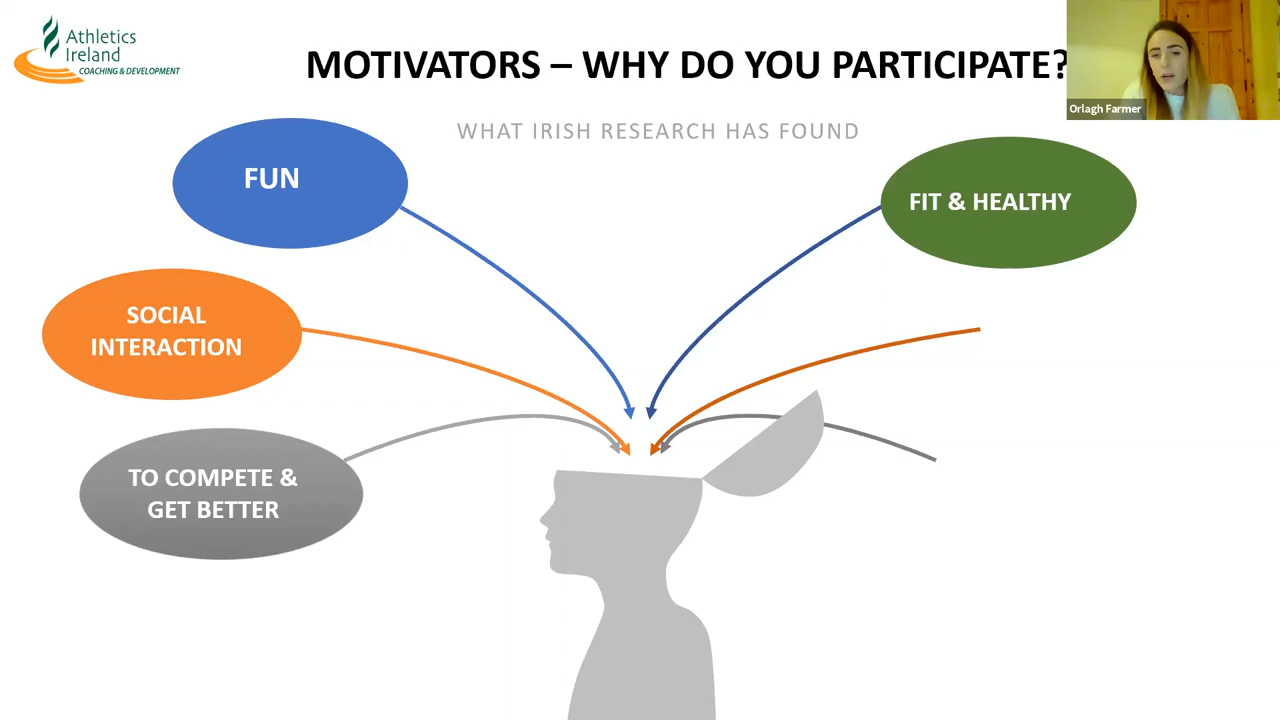 Athletics
Ireland
COACHING & DEVELOPMENT
MOTIVATORS – WHY DO YOU PARTICIPATE?
Orlagh Farmer
WHAT IRISH RESEARCH HAS FOUND
FUN
FIT & HEALTHY
SOCIAL
INTERACTION
TO COMPETE &
GET BETTER